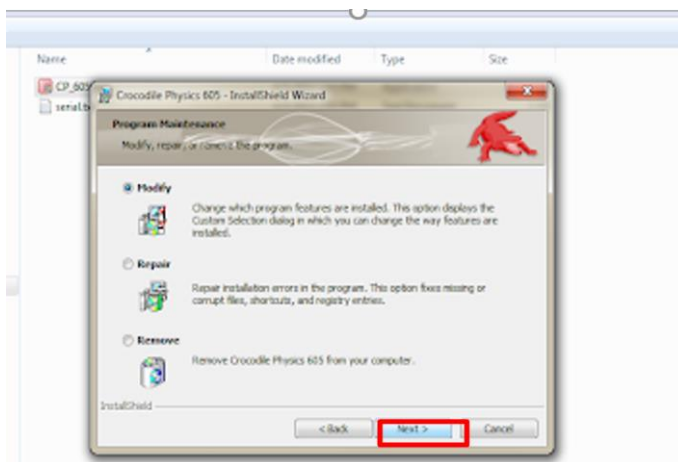 Name Date modified Type Size
CP_605
serial.t
Crocodile Physics 605 - InstallShield Wizard
Program Maintenance
Modify, repair, or remove the program.
Modify
Change which program features are installed. This option displays the
Custom Selection dialog in which you can change the way features are
installed.
Repair
Repair installation errors in the program. This option fixes missing or
corrupt files, shortcuts, and registry entries.
Remove
Remove Crocodile Physics 605 from your computer.
InstallShield
< Back Next > Cancel